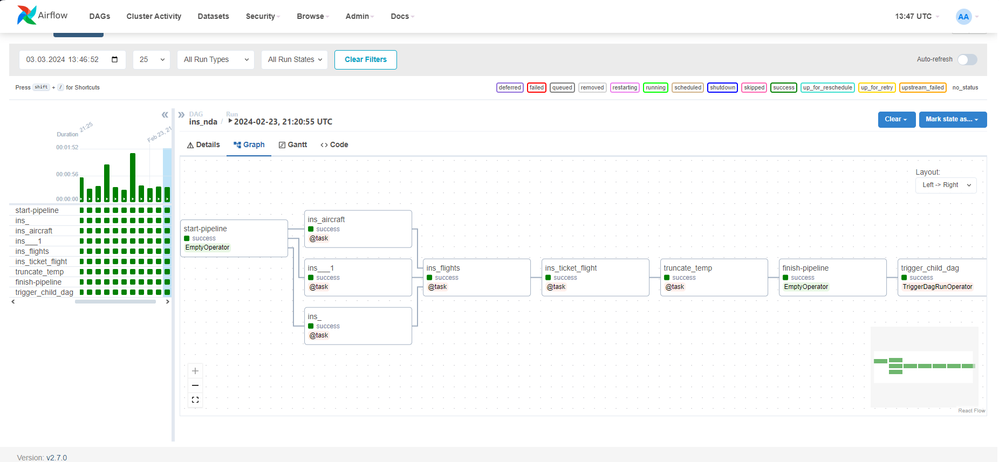 Airflow
DAGs
Cluster Activity
Datasets
Security
Browse
Admin
Docs
13:47 UTC
AA
03.03.2024 13:46:52
25
All Run Types
All Run States
Clear Filters
Auto-refresh
Press shift + / for Shortcuts
deferred
failed
queued
removed
restarting
running
scheduled
shutdown
skipped
success
up_for_reschedule
up_for_retry
upstream_failed
no_status
DAG
ins_nda
/
Run
2024-02-23, 21:20:55 UTC
Clear
Mark state as...
Details
Graph
Gantt
Code
21:25
Feb 23, 21
Duration
00:01:52
00:00:56
00:00:00
start-pipeline
ins_
ins_aircraft
ins___1
ins_flights
ins_ticket_flight
truncate_temp
finish-pipeline
trigger_child_dag
Layout:
Left -> Right
start-pipeline
success
EmptyOperator
ins_aircraft
success
@task
ins___1
success
@task
ins_
success
@task
ins_flights
success
@task
ins_ticket_flight
success
@task
truncate_temp
success
@task
finish-pipeline
success
EmptyOperator
trigger_child_dag
success
TriggerDagRunOperator
React Flow
Version: v2.7.0